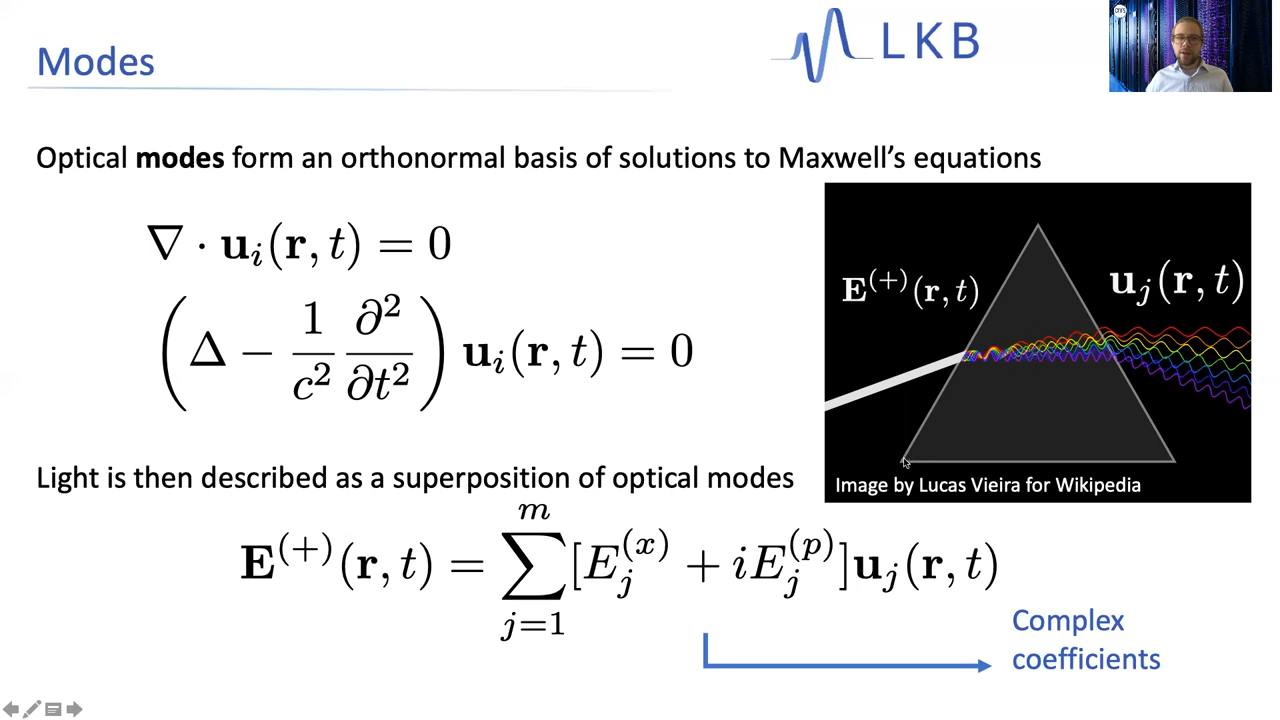 Modes
LKB
cnrs
Optical modes form an orthonormal basis of solutions to Maxwell's equations
∇ · u_i(r, t) = 0
(Δ − 1/c² ∂²/∂t²) u_i(r, t) = 0
E^(+)(r, t)
u_j(r, t)
Image by Lucas Vieira for Wikipedia
Light is then described as a superposition of optical modes
E^(+)(r, t) = ∑_{j=1}^{m} [E_j^(x) + iE_j^(p)]u_j(r, t)
Complex
coefficients